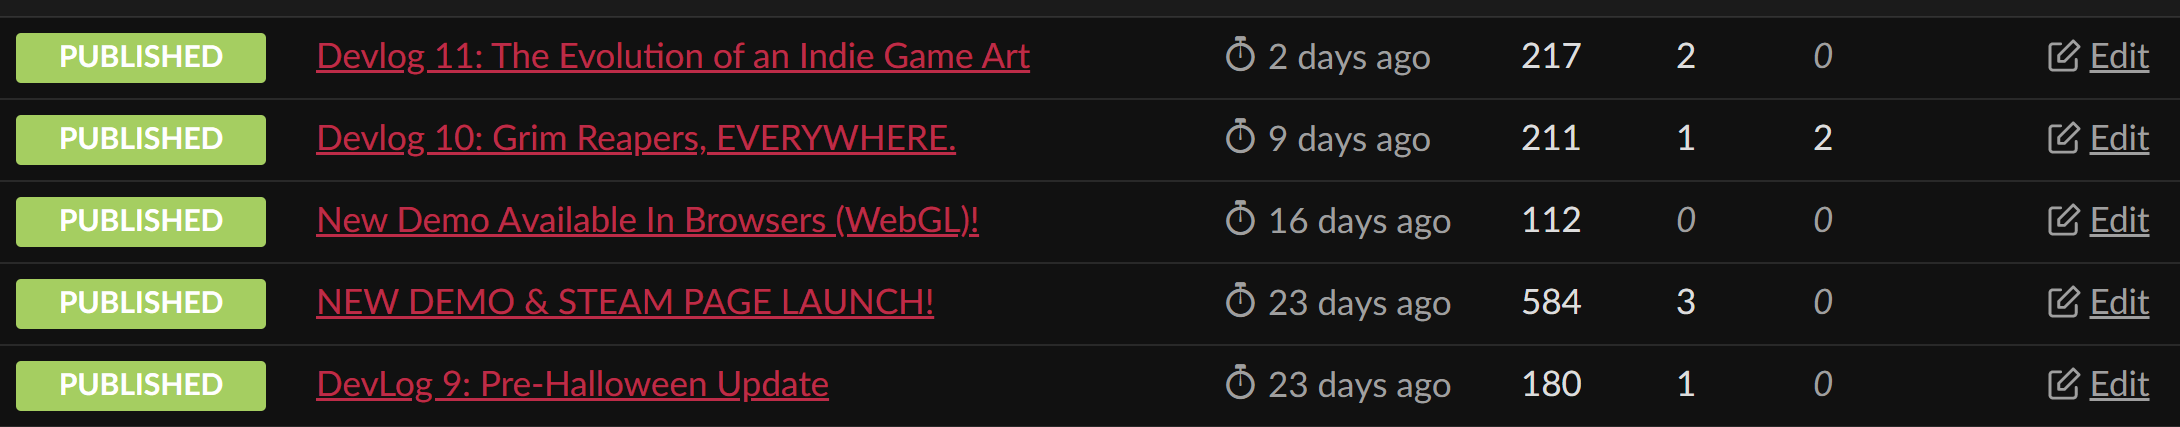 PUBLISHED Devlog 11: The Evolution of an Indie Game Art 2 days ago 217 2 0 Edit
PUBLISHED Devlog 10: Grim Reapers, EVERYWHERE. 9 days ago 211 1 2 Edit
PUBLISHED New Demo Available In Browsers (WebGL)! 16 days ago 112 0 0 Edit
PUBLISHED NEW DEMO & STEAM PAGE LAUNCH! 23 days ago 584 3 0 Edit
PUBLISHED DevLog 9: Pre-Halloween Update 23 days ago 180 1 0 Edit